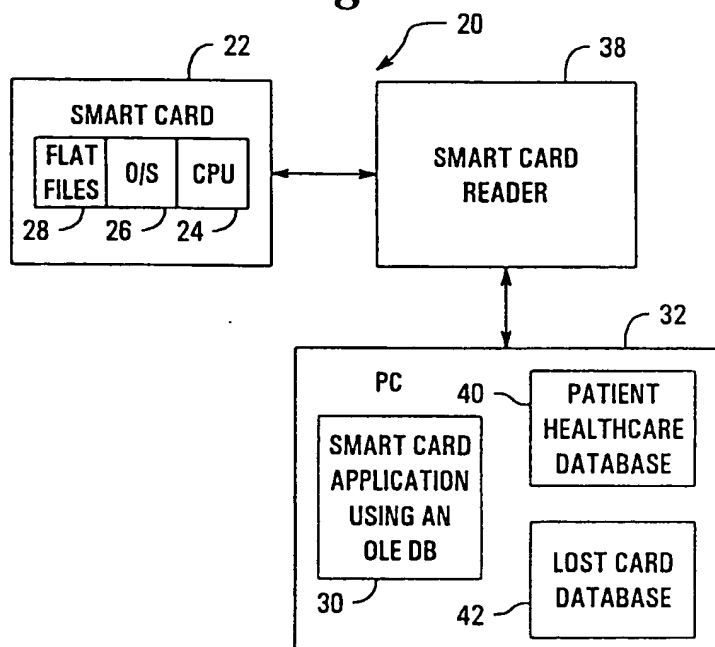 g
20
22
38
SMART CARD
FLAT
FILES
O/S
CPU
28
26
24
SMART CARD
READER
32
PC
40
PATIENT
HEALTHCARE
DATABASE
SMART CARD
APPLICATION
USING AN
OLE DB
30
LOST CARD
DATABASE
42